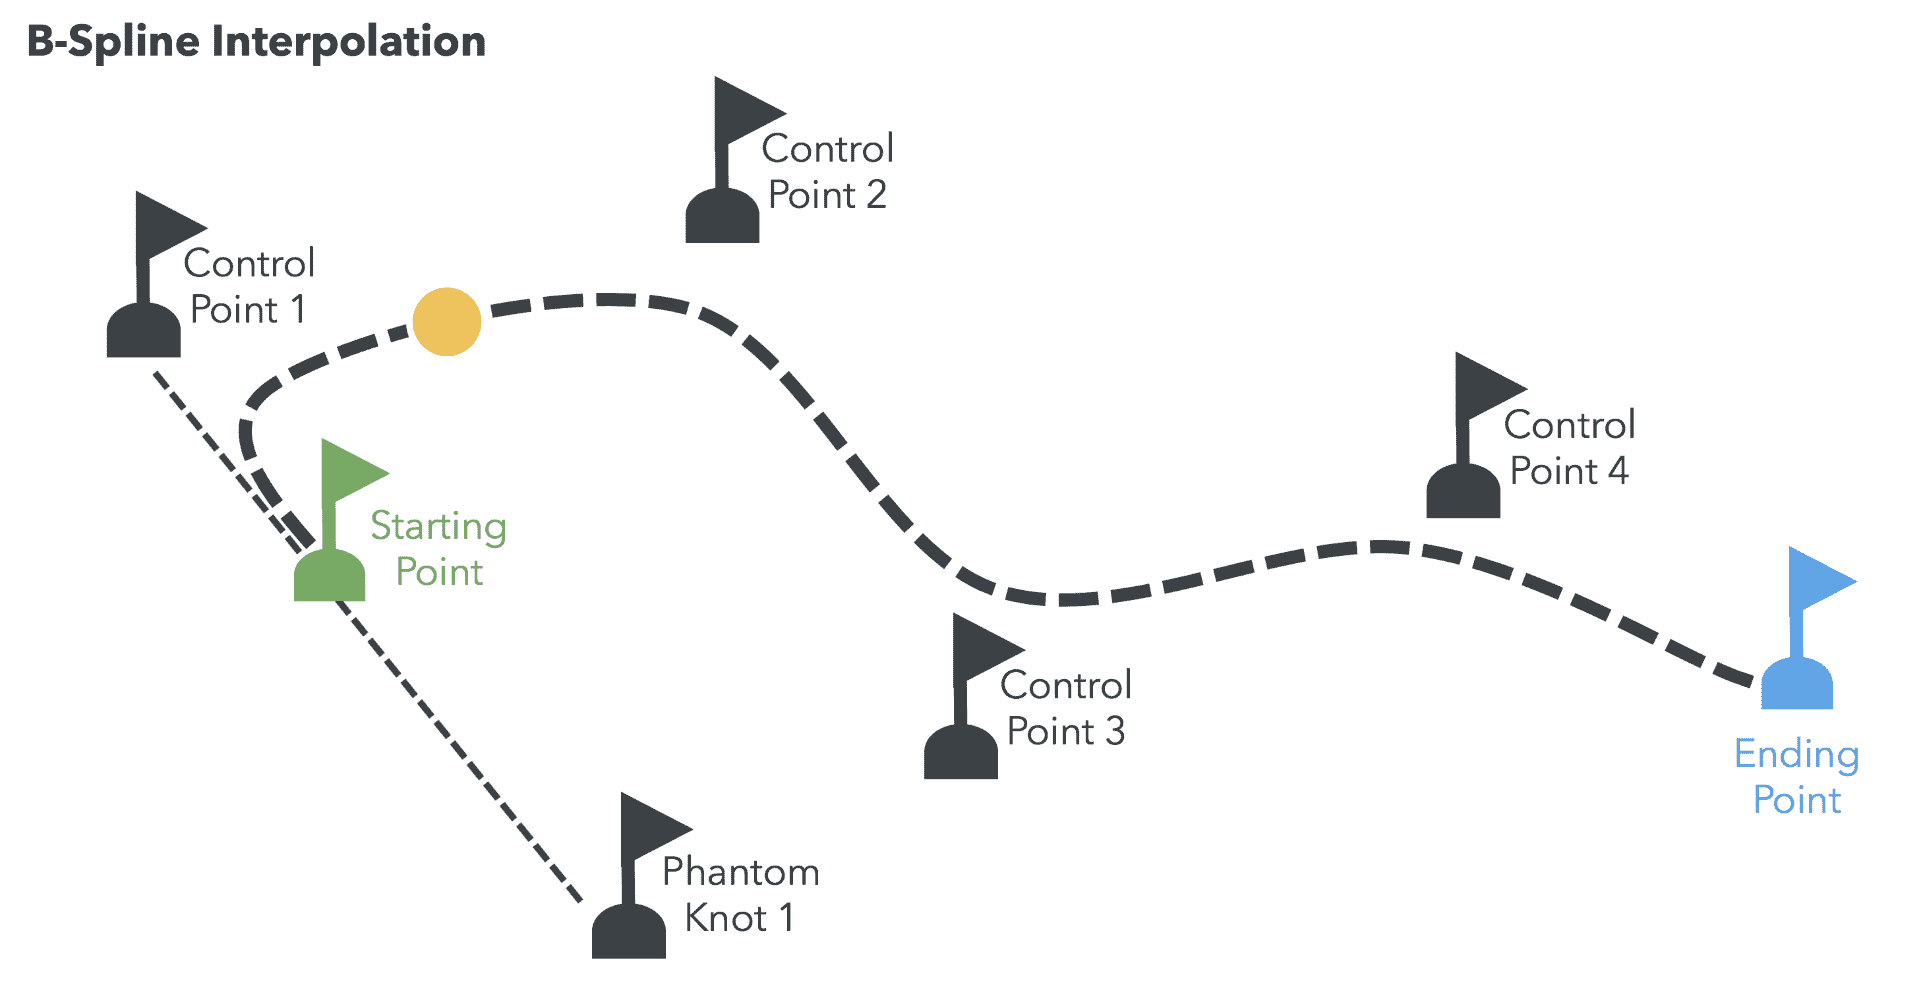 B-Spline Interpolation
Control
Point 2
Control
Point 1
Control
Point 4
Starting
Point
Control
Point 3
Ending
Point
Phantom
Knot 1